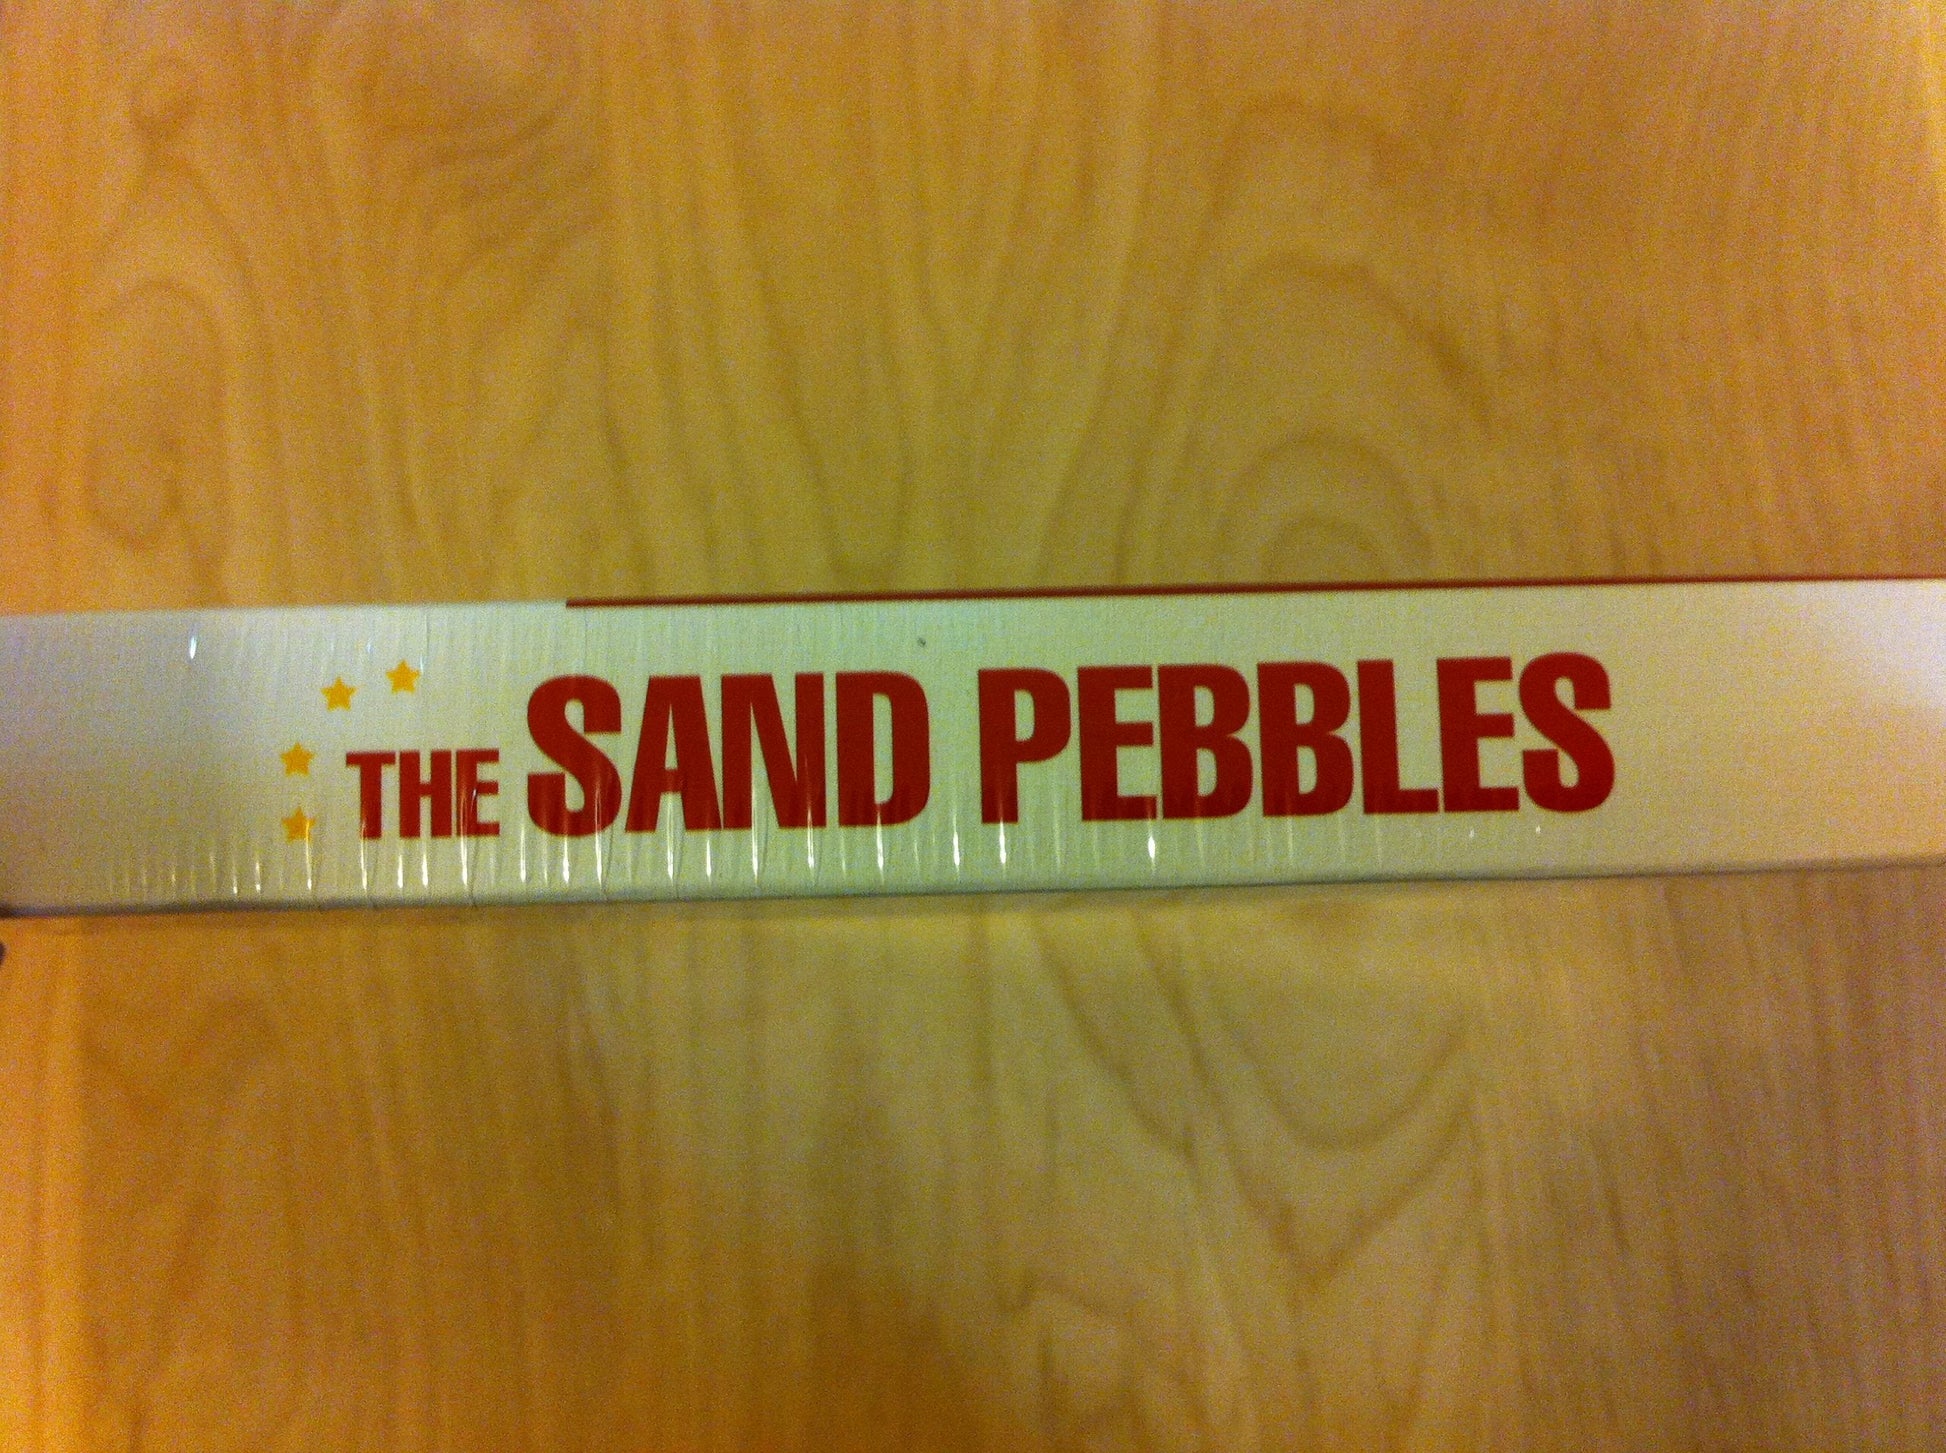 THE SAND PEBBLES